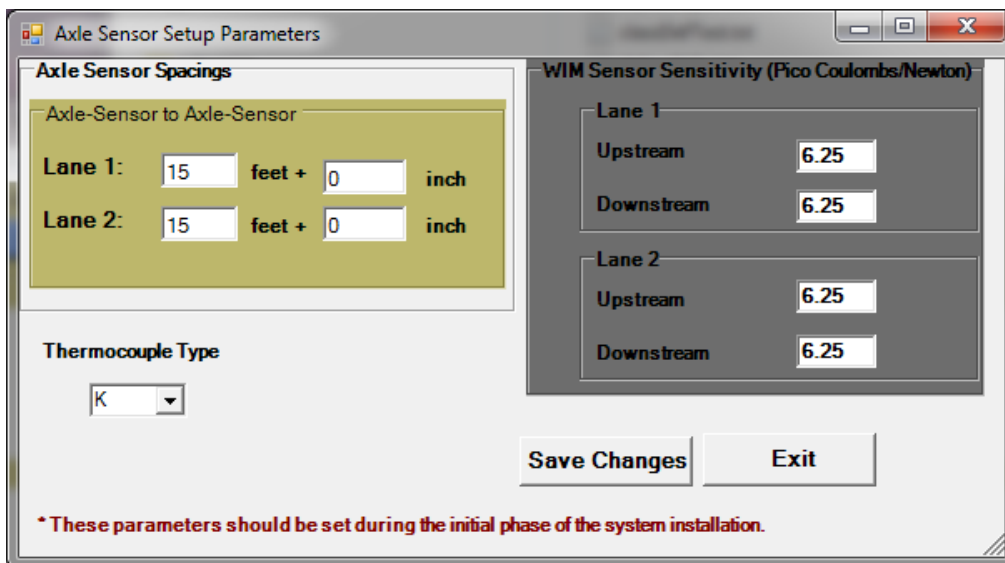 Axle Sensor Setup Parameters
Axle Sensor Spacings
Axle-Sensor to Axle-Sensor
Lane 1: 15 feet + 0 inch
Lane 2: 15 feet + 0 inch
Thermocouple Type
K
WIM Sensor Sensitivity (Pico Coulombs/Newton)
Lane 1
Upstream 6.25
Downstream 6.25
Lane 2
Upstream 6.25
Downstream 6.25
Save Changes Exit
* These parameters should be set during the initial phase of the system installation.